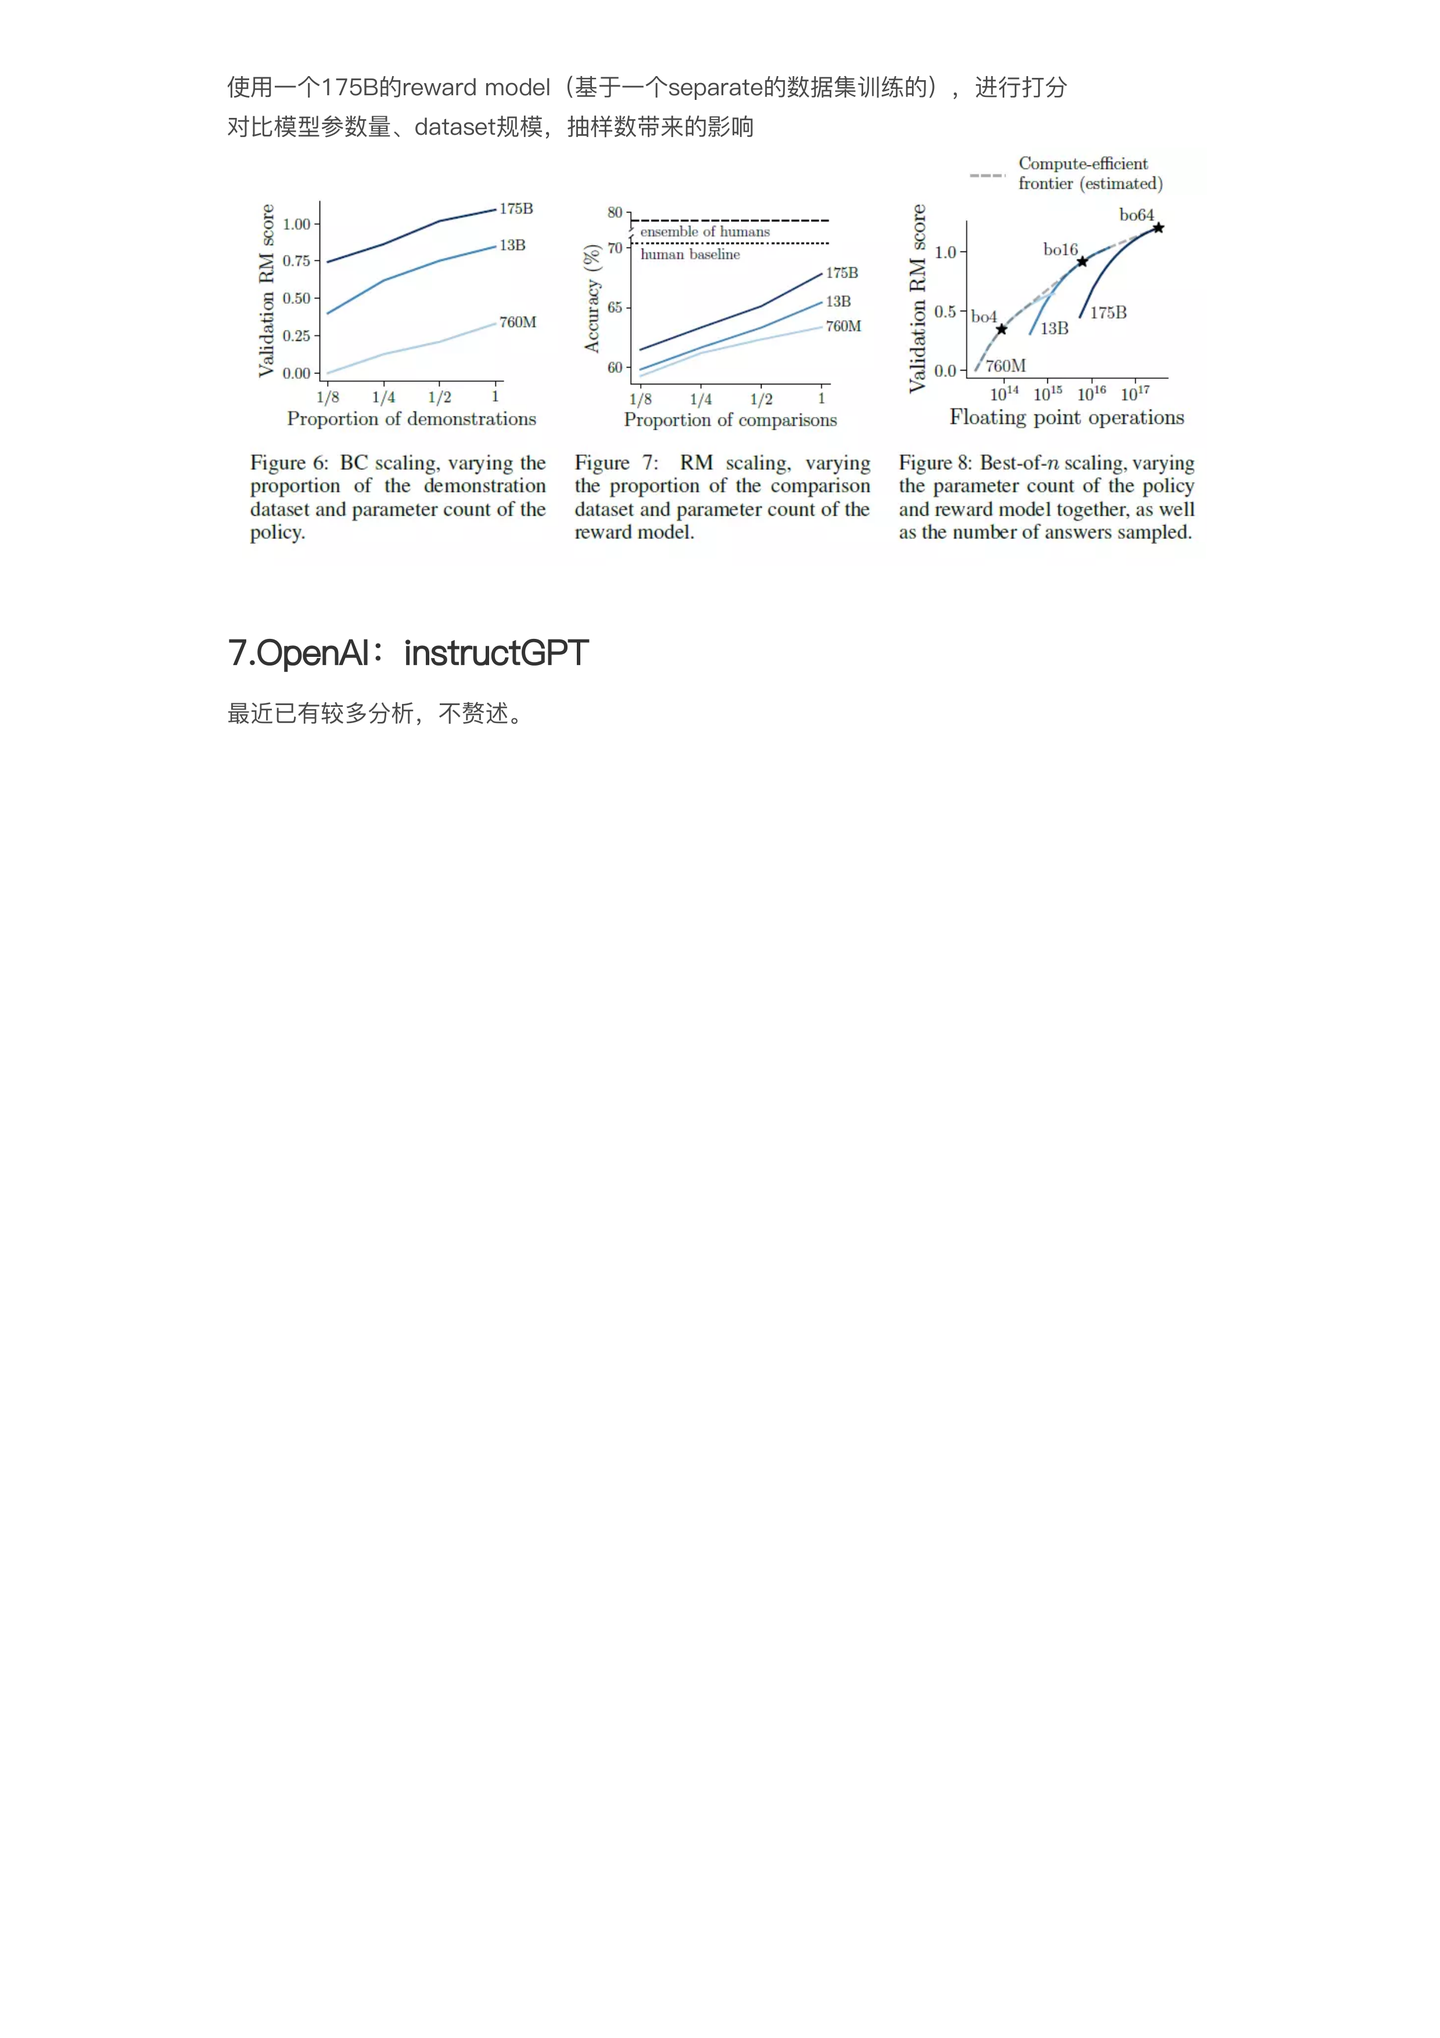 使用一个175B的reward model（基于一个separate的数据集训练的），进行打分
对比模型参数量、dataset规模，抽样数带来的影响
Validation RM score
1.00
0.75
0.50
0.25
0.00
175B
13B
760M
1/8 1/4 1/2 1
Proportion of demonstrations
Figure 6: BC scaling, varying the
proportion of the demonstration
dataset and parameter count of the
policy.
Accuracy (%)
80
70
65
60
ensemble of humans
human baseline
175B
13B
760M
1/8 1/4 1/2 1
Proportion of comparisons
Figure 7: RM scaling, varying
the proportion of the comparison
dataset and parameter count of the
reward model.
Compute-efficient
frontier (estimated)
Validation RM score
1.0
0.5
0.0
bo64
bo16
bo4
175B
13B
760M
10¹⁴ 10¹⁵ 10¹⁶ 10¹⁷
Floating point operations
Figure 8: Best-of-n scaling, varying
the parameter count of the policy
and reward model together, as well
as the number of answers sampled.
7.OpenAI：instructGPT
最近已有较多分析，不赘述。